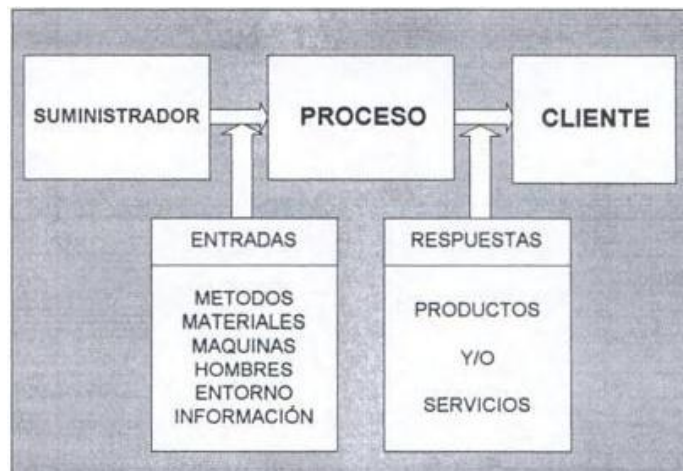 SUMINISTRADOR
PROCESO
CLIENTE
ENTRADAS
METODOS
MATERIALES
MAQUINAS
HOMBRES
ENTORNO
INFORMACIÓN
RESPUESTAS
PRODUCTOS
Y/O
SERVICIOS